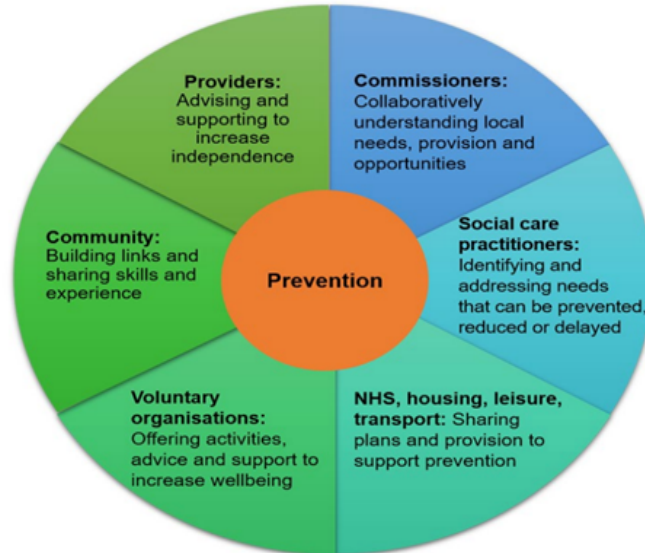 Providers:
Advising and
supporting to
increase
independence
Commissioners:
Collaboratively
understanding local
needs, provision and
opportunities
Social care
practitioners:
Identifying and
addressing needs
that can be prevented,
reduced or delayed
NHS, housing, leisure,
transport: Sharing
plans and provision to
support prevention
Voluntary
organisations:
Offering activities,
advice and support to
increase wellbeing
Community:
Building links and
sharing skills and
experience
Prevention